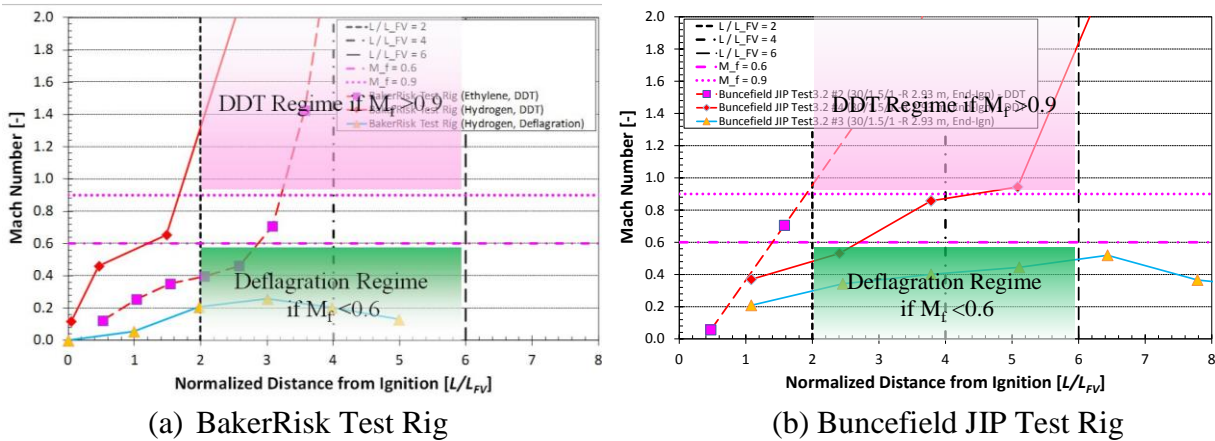 2.0
1.8
1.6
1.4
1.2
1.0
0.8
0.6
0.4
0.2
0.0
Mach Number [-]
L / L_FV = 2
L / L_FV = 4
L / L_FV = 6
M_f = 0.6
M_f = 0.9
BakerRisk Test Rig (Ethylene, DDT)
BakerRisk Test Rig (Hydrogen, DDT)
BakerRisk Test Rig (Hydrogen, Deflagration)
DDT Regime if Mf>0.9
Deflagration Regime
if Mf <0.6
0 1 2 3 4 5 6 7 8
Normalized Distance from Ignition [L/LFV]
(a) BakerRisk Test Rig
2.0
1.8
1.6
1.4
1.2
1.0
0.8
0.6
0.4
0.2
0.0
Mach Number [-]
L / L_FV = 2
L / L_FV = 4
L / L_FV = 6
M_f = 0.6
M_f = 0.9
Buncefield JIP Test3.2 #2 (30/1.5/1 -R 2.93 m, End-Ign) - DDT
Buncefield JIP Test3.2
Buncefield JIP Test 3.2 #3 (30/1.5/1 -R 2.93 m, End-Ign)
DDT Regime if Mf>0.9
Deflagration Regime
if Mf <0.6
0 1 2 3 4 5 6 7 8
Normalized Distance from Ignition [L/LFV]
(b) Buncefield JIP Test Rig